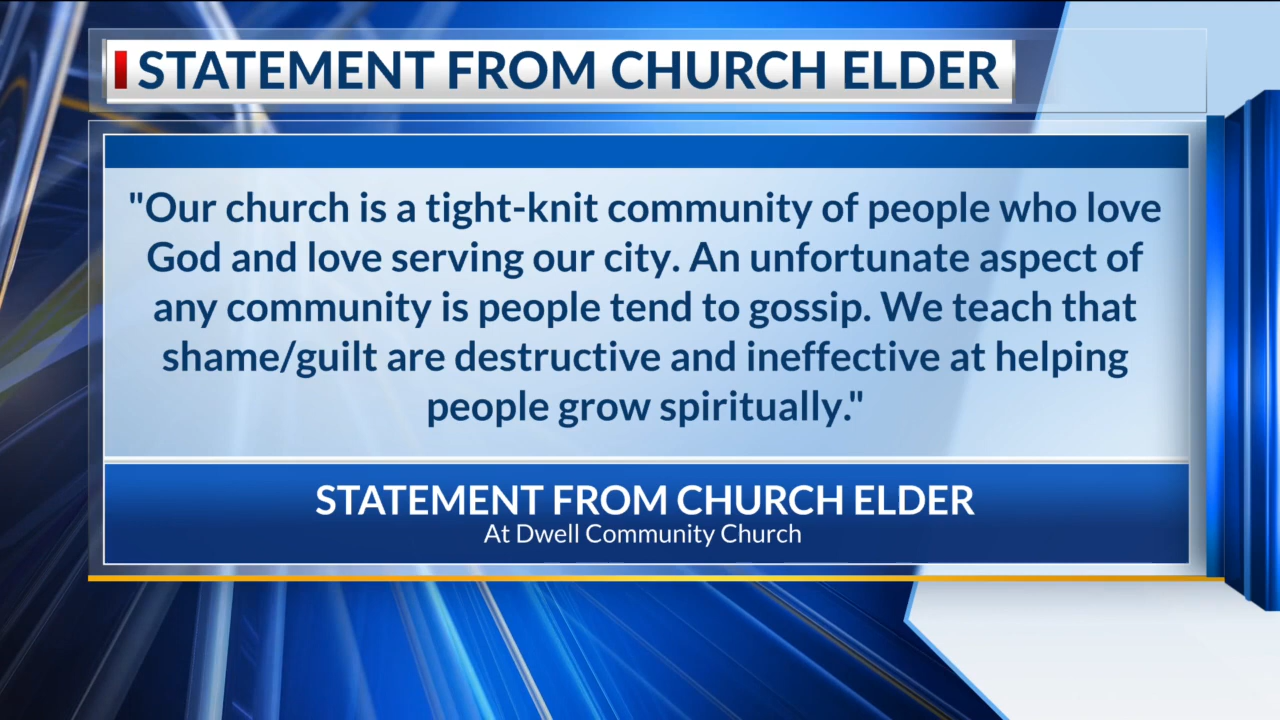 STATEMENT FROM CHURCH ELDER
"Our church is a tight-knit community of people who love
God and love serving our city. An unfortunate aspect of
any community is people tend to gossip. We teach that
shame/guilt are destructive and ineffective at helping
people grow spiritually."
STATEMENT FROM CHURCH ELDER
At Dwell Community Church